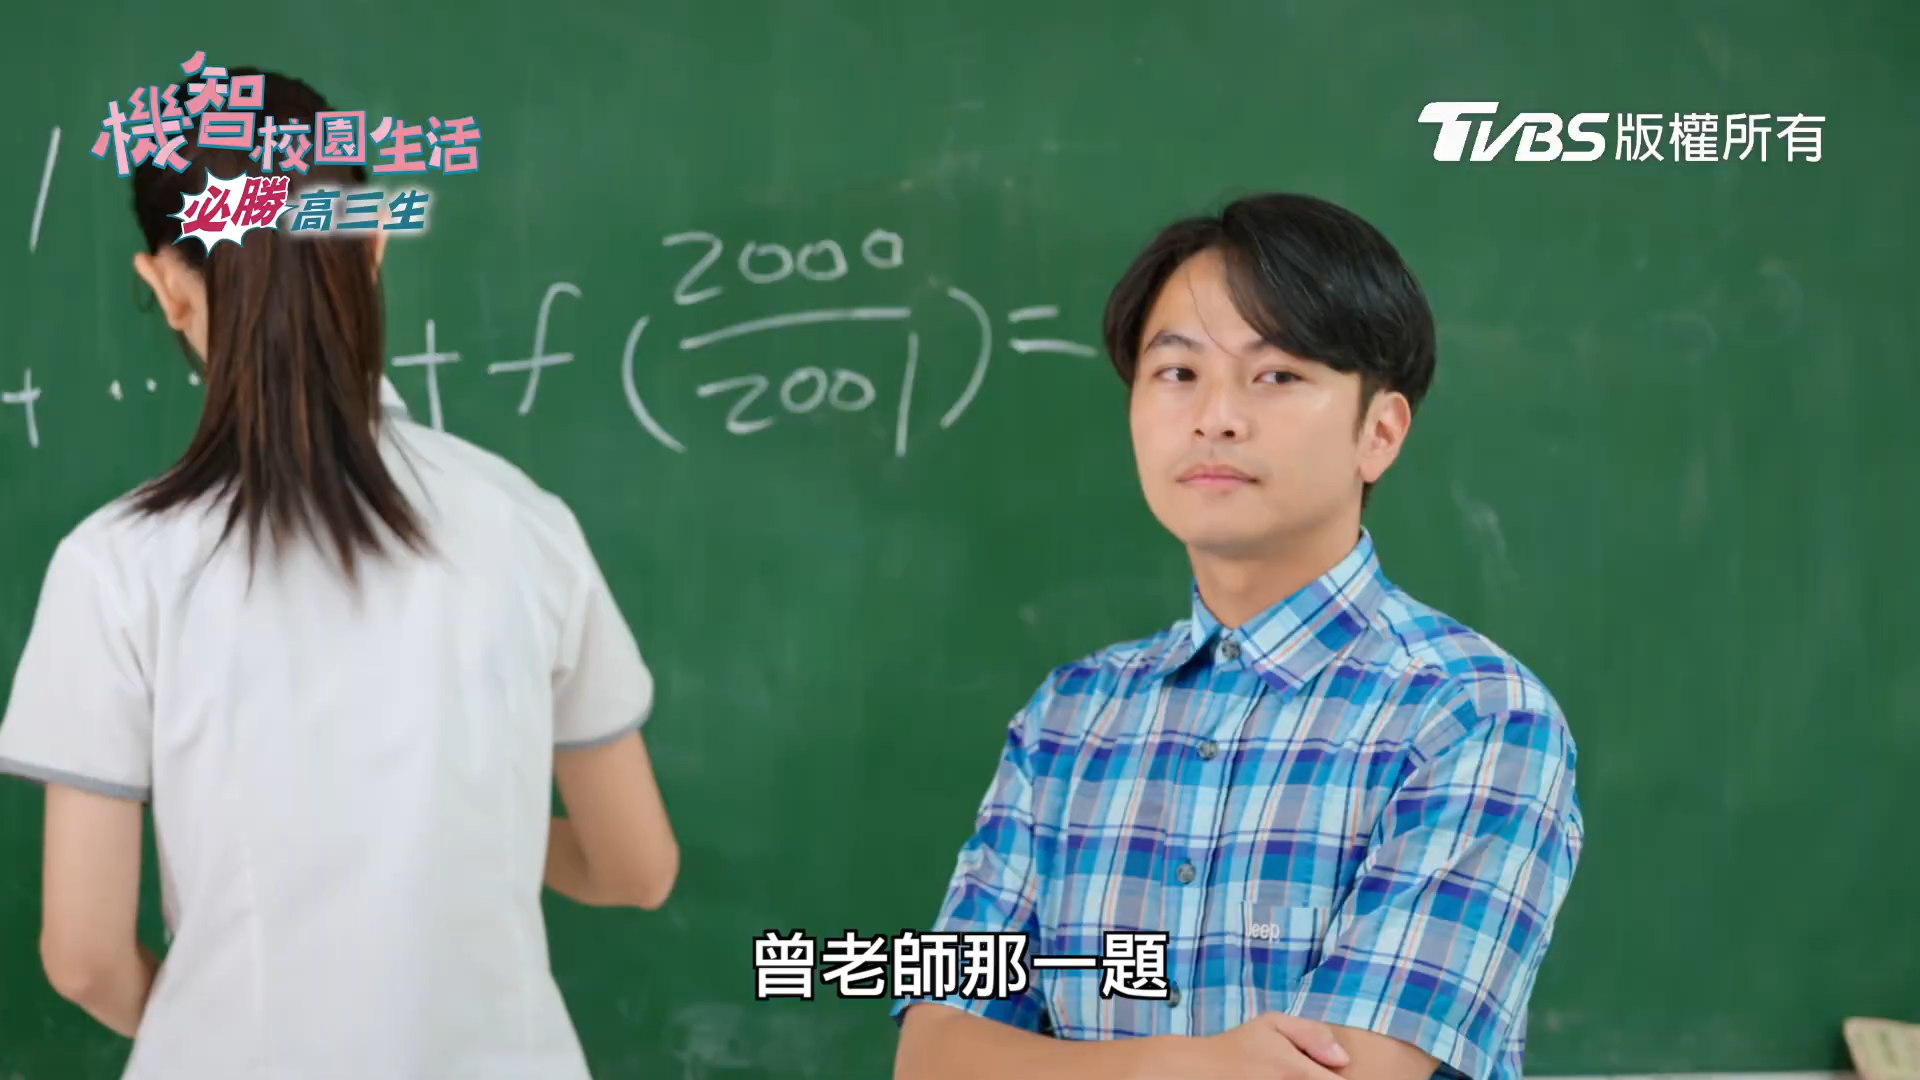 機智校園生活
必勝高三生
TVBS版權所有
1
+ ... + f(2000/2001) =
Jeep
曾老師那一題